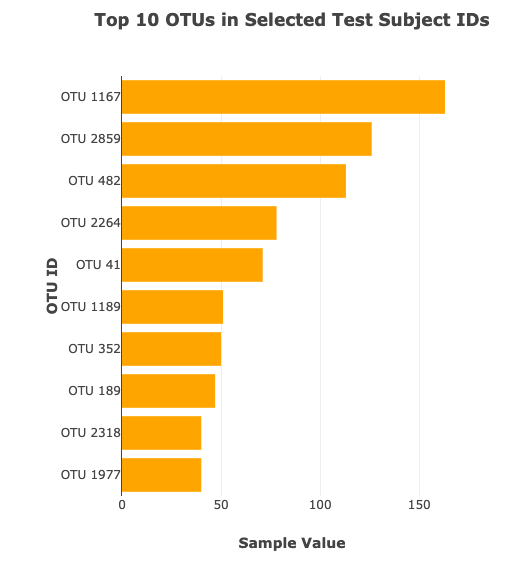 Top 10 OTUs in Selected Test Subject IDs
OTU ID
OTU 1167
OTU 2859
OTU 482
OTU 2264
OTU 41
OTU 1189
OTU 352
OTU 189
OTU 2318
OTU 1977
0 50 100 150
Sample Value